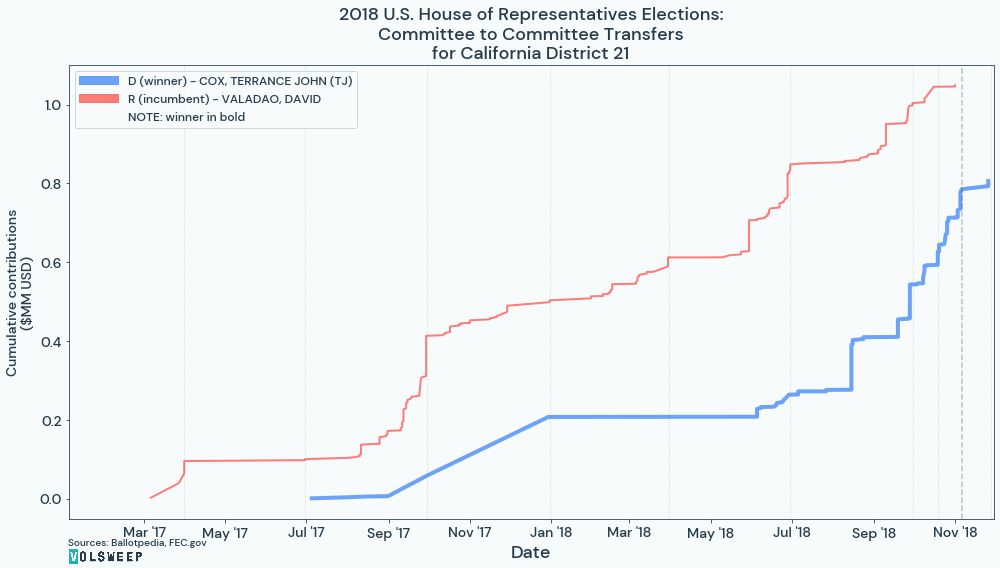 2018 U.S. House of Representatives Elections:
Committee to Committee Transfers
for California District 21
D (winner) – COX, TERRANCE JOHN (TJ)
R (incumbent) – VALADAO, DAVID
NOTE: winner in bold
Cumulative contributions
($MM USD)
1.0
0.8
0.6
0.4
0.2
0.0
Mar '17 May '17 Jul '17 Sep '17 Nov '17 Jan '18 Mar '18 May '18 Jul '18 Sep '18 Nov '18
Date
Sources: Ballotpedia, FEC.gov
VOLSWEEP